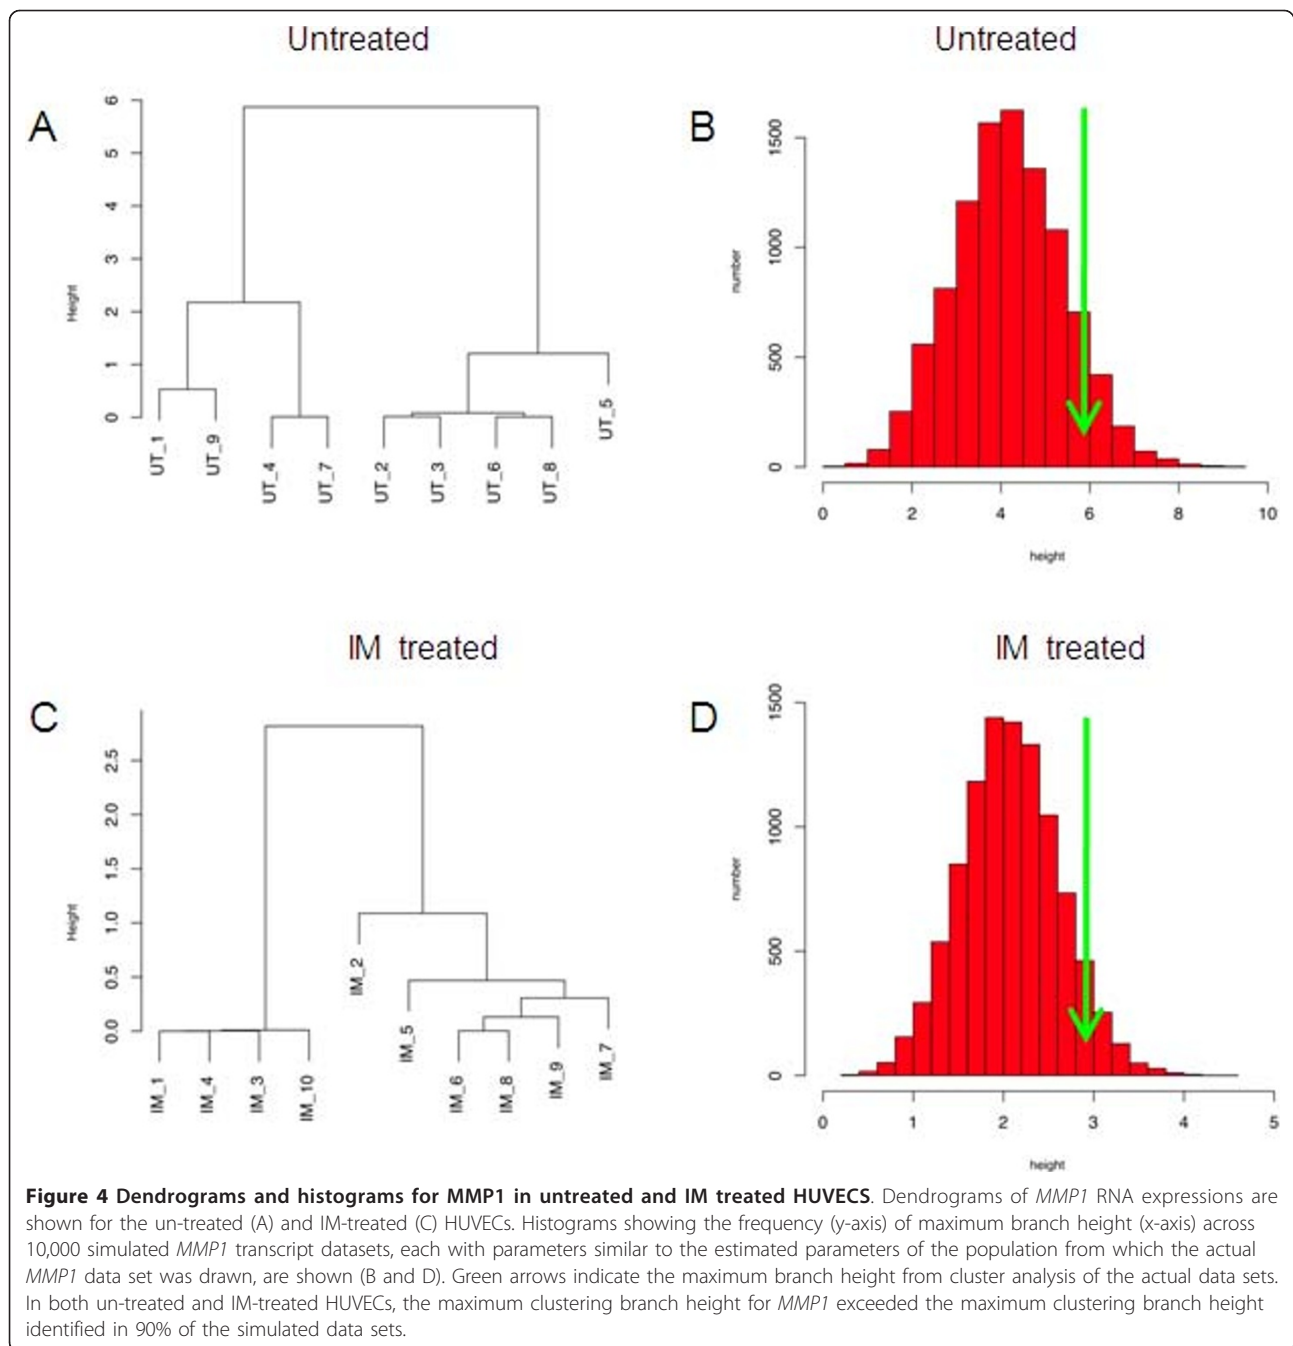 Untreated
Untreated
A
6
5
4
3
2
1
0
Height
UT_1
UT_9
UT_4
UT_7
UT_2
UT_3
UT_6
UT_8
UT_5
B
1500
1000
500
0
number
0 2 4 6 8 10
height
IM treated
IM treated
C
2.5
2.0
1.5
1.0
0.5
0.0
Height
IM_1
IM_4
IM_3
IM_10
IM_2
IM_5
IM_6
IM_8
IM_9
IM_7
D
1500
1000
500
0
number
0 1 2 3 4 5
height
Figure 4 Dendrograms and histograms for MMP1 in untreated and IM treated HUVECS. Dendrograms of MMP1 RNA expressions are
shown for the un-treated (A) and IM-treated (C) HUVECs. Histograms showing the frequency (y-axis) of maximum branch height (x-axis) across
10,000 simulated MMP1 transcript datasets, each with parameters similar to the estimated parameters of the population from which the actual
MMP1 data set was drawn, are shown (B and D). Green arrows indicate the maximum branch height from cluster analysis of the actual data sets.
In both un-treated and IM-treated HUVECs, the maximum clustering branch height for MMP1 exceeded the maximum clustering branch height
identified in 90% of the simulated data sets.